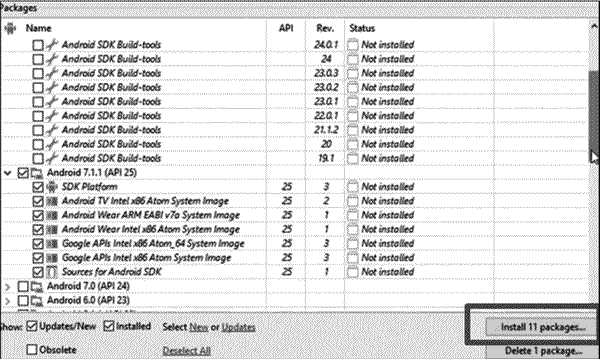 Packages
Name API Rev. Status
Android SDK Build-tools 24.0.1 Not installed
Android SDK Build-tools 24 Not installed
Android SDK Build-tools 23.0.3 Not installed
Android SDK Build-tools 23.0.2 Not installed
Android SDK Build-tools 23.0.1 Not installed
Android SDK Build-tools 22.0.1 Not installed
Android SDK Build-tools 21.1.2 Not installed
Android SDK Build-tools 20 Not installed
Android SDK Build-tools 19.1 Not installed
Android 7.1.1 (API 25)
SDK Platform 25 3 Not installed
Android TV Intel x86 Atom System Image 25 2 Not installed
Android Wear ARM EABI v7a System Image 25 1 Not installed
Android Wear Intel x86 Atom System Image 25 1 Not installed
Google APIs Intel x86 Atom_64 System Image 25 3 Not installed
Google APIs Intel x86 Atom System Image 25 3 Not installed
Sources for Android SDK 25 1 Not installed
Android 7.0 (API 24)
Android 6.0 (API 23)
Show: Updates/New Installed Select New or Updates Install 11 packages...
Obsolete Deselect All Delete 1 package...